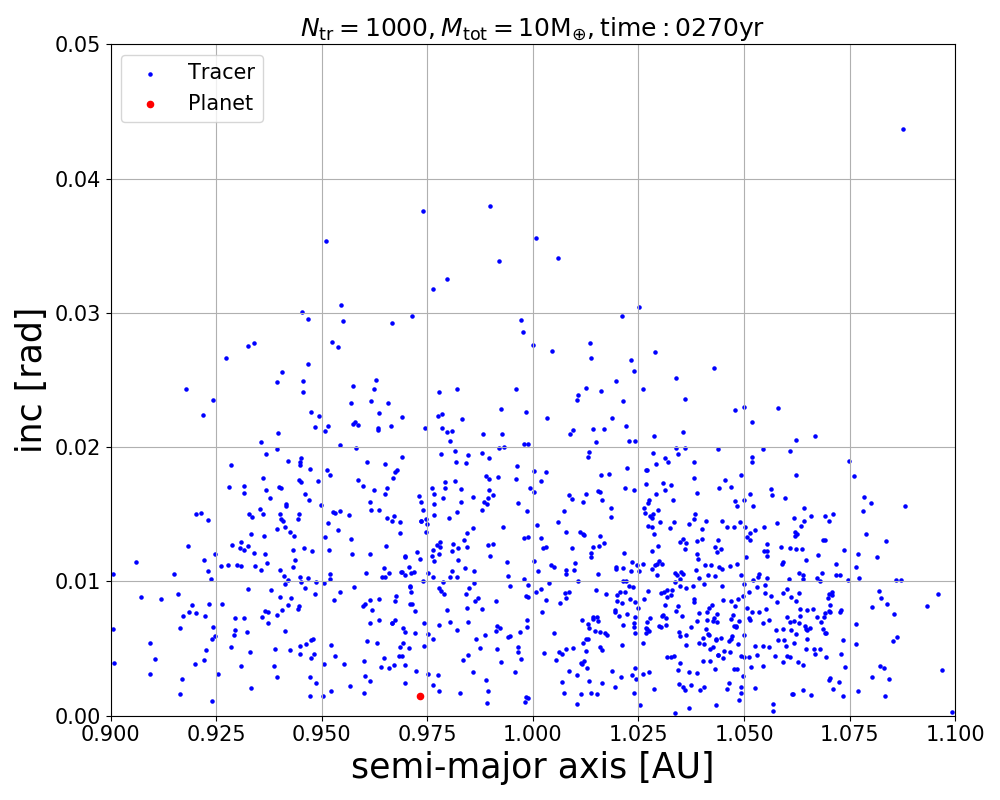 N_tr = 1000, M_tot = 10M_⊕, time : 0270yr
Tracer
Planet
0.05
0.04
0.03
0.02
0.01
0.00
inc [rad]
0.900 0.925 0.950 0.975 1.000 1.025 1.050 1.075 1.100
semi-major axis [AU]